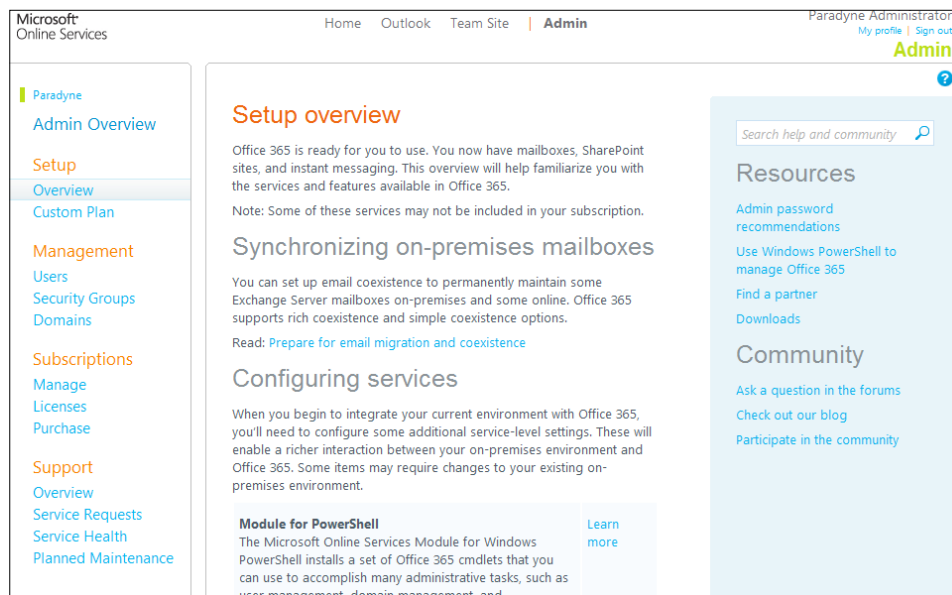 Microsoft®
Online Services
Home Outlook Team Site | Admin
Paradyne Administrator
My profile | Sign out
Admin
Paradyne
Admin Overview
Setup
Overview
Custom Plan
Management
Users
Security Groups
Domains
Subscriptions
Manage
Licenses
Purchase
Support
Overview
Service Requests
Service Health
Planned Maintenance
Setup overview
Office 365 is ready for you to use. You now have mailboxes, SharePoint
sites, and instant messaging. This overview will help familiarize you with
the services and features available in Office 365.
Note: Some of these services may not be included in your subscription.
Synchronizing on-premises mailboxes
You can set up email coexistence to permanently maintain some
Exchange Server mailboxes on-premises and some online. Office 365
supports rich coexistence and simple coexistence options.
Read: Prepare for email migration and coexistence
Configuring services
When you begin to integrate your current environment with Office 365,
you'll need to configure some additional service-level settings. These will
enable a richer interaction between your on-premises environment and
Office 365. Some items may require changes to your existing on-
premises environment.
Module for PowerShell
The Microsoft Online Services Module for Windows
PowerShell installs a set of Office 365 cmdlets that you
can use to accomplish many administrative tasks, such as
user management, domain management, and
Learn
more
?
Search help and community
Resources
Admin password
recommendations
Use Windows PowerShell to
manage Office 365
Find a partner
Downloads
Community
Ask a question in the forums
Check out our blog
Participate in the community